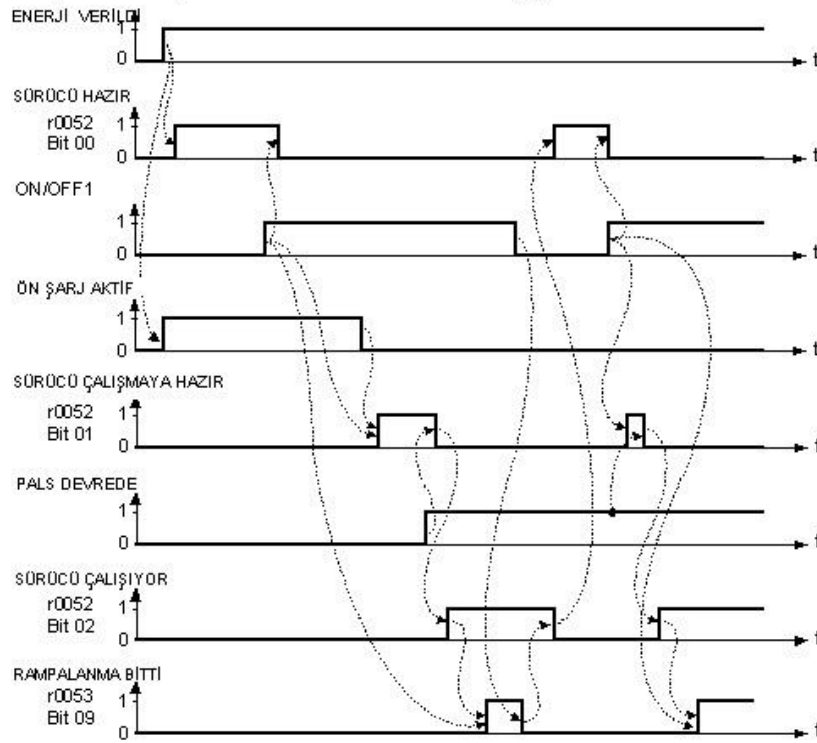 ENERJİ VERİLDİ
1
0
t
SÜRÜCÜ HAZIR
r0052
Bit 00
1
0
t
ON/OFF1
1
0
t
ÖN ŞARJ AKTİF
1
0
t
SÜRÜCÜ ÇALIŞMAYA HAZIR
r0052
Bit 01
1
0
t
PALS DEVREDE
1
0
t
SÜRÜCÜ ÇALIŞIYOR
r0052
Bit 02
1
0
t
RAMPALANMA BİTTİ
r0053
Bit 09
1
0
t